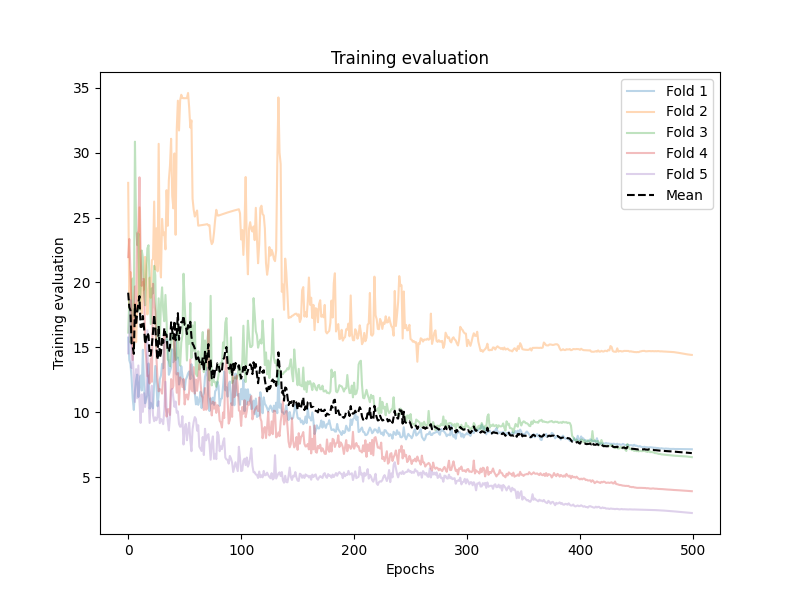 Training evaluation
Training evaluation
35
30
25
20
15
10
5
0
100
200
300
400
500
Epochs
Fold 1
Fold 2
Fold 3
Fold 4
Fold 5
Mean